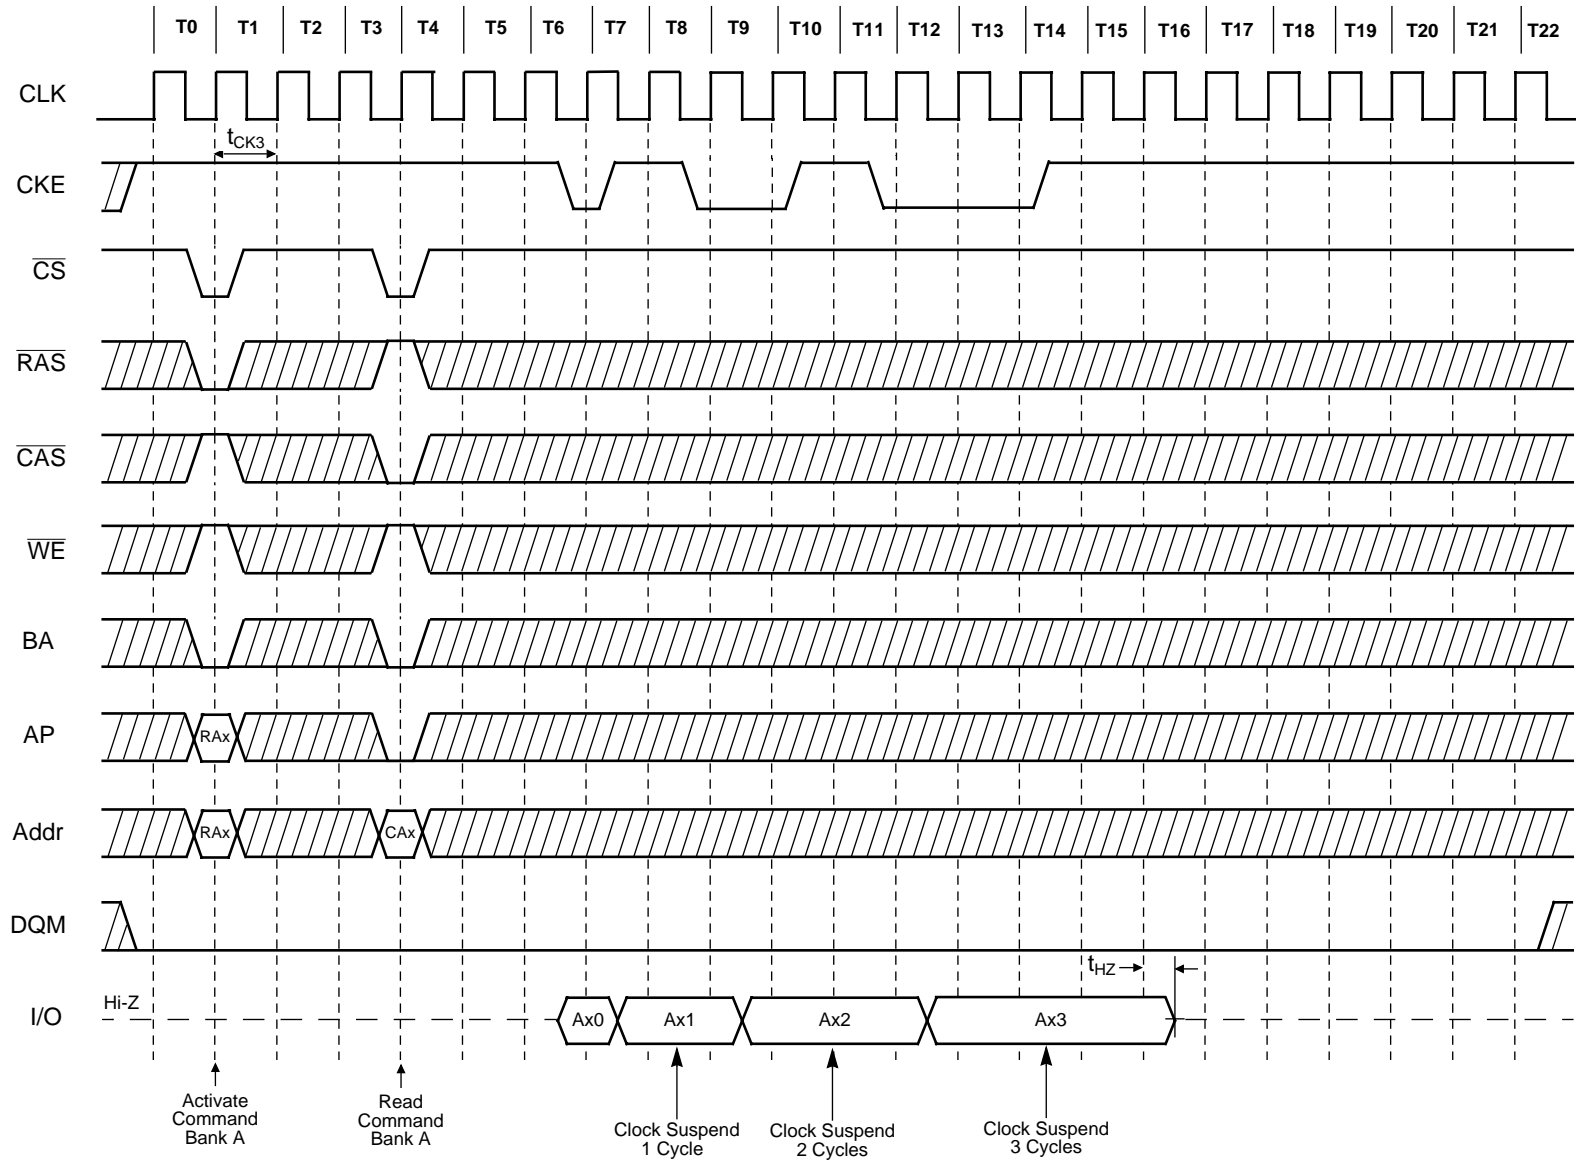 T0 T1 T2 T3 T4 T5 T6 T7 T8 T9 T10 T11 T12 T13 T14 T15 T16 T17 T18 T19 T20 T21 T22
CLK
tCK3
CKE
CS
RAS
CAS
WE
BA
AP
RAx
Addr
RAx CAx
DQM
tHZ
I/O
Hi-Z
Ax0 Ax1 Ax2 Ax3
Activate
Command
Bank A
Read
Command
Bank A
Clock Suspend
1 Cycle
Clock Suspend
2 Cycles
Clock Suspend
3 Cycles